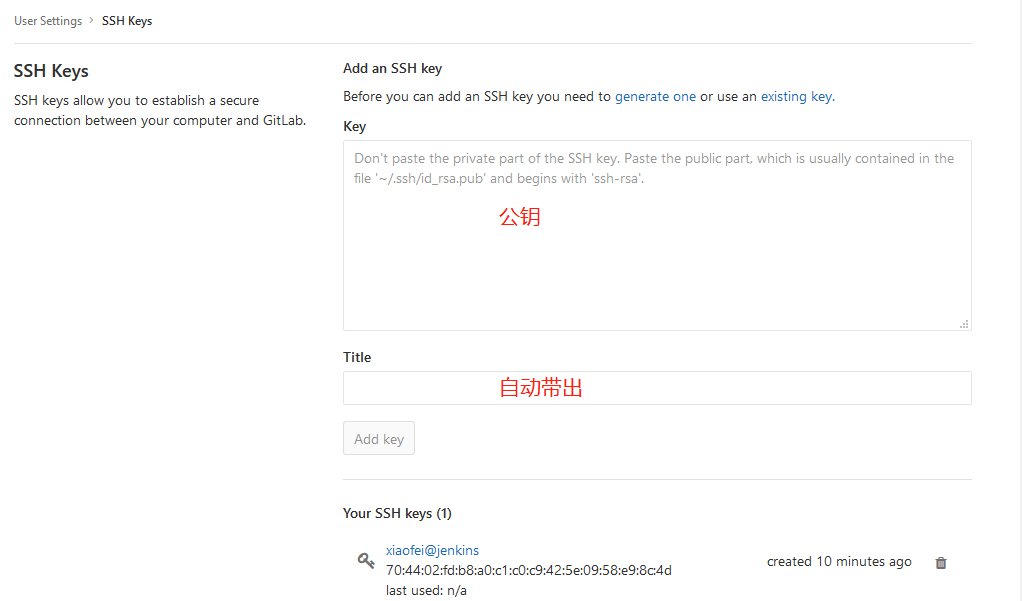 User Settings › SSH Keys
SSH Keys
SSH keys allow you to establish a secure
connection between your computer and GitLab.
Add an SSH key
Before you can add an SSH key you need to generate one or use an existing key.
Key
Don't paste the private part of the SSH key. Paste the public part, which is usually contained in the
file '~/.ssh/id_rsa.pub' and begins with 'ssh-rsa'.
公钥
Title
自动带出
Add key
Your SSH keys (1)
xiaofei@jenkins
70:44:02:fd:b8:a0:c1:c0:c9:42:5e:09:58:e9:8c:4d
last used: n/a
created 10 minutes ago